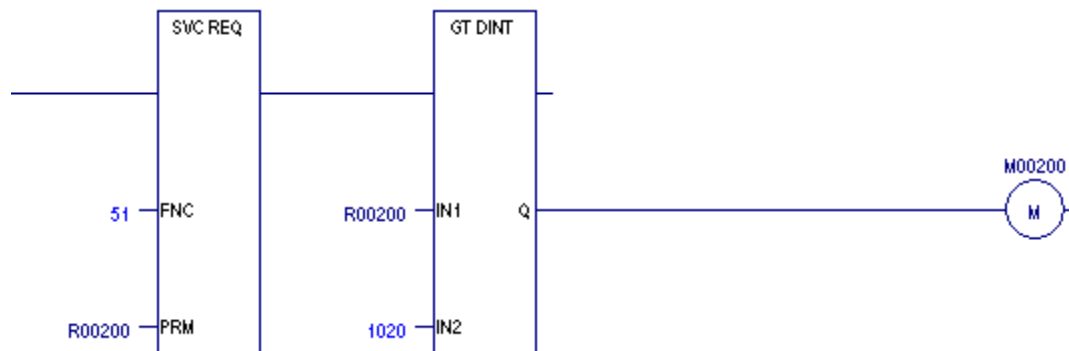 SVC REQ GT DINT
M00200
M
51 FNC R00200 IN1 Q
R00200 PRM 1020 IN2